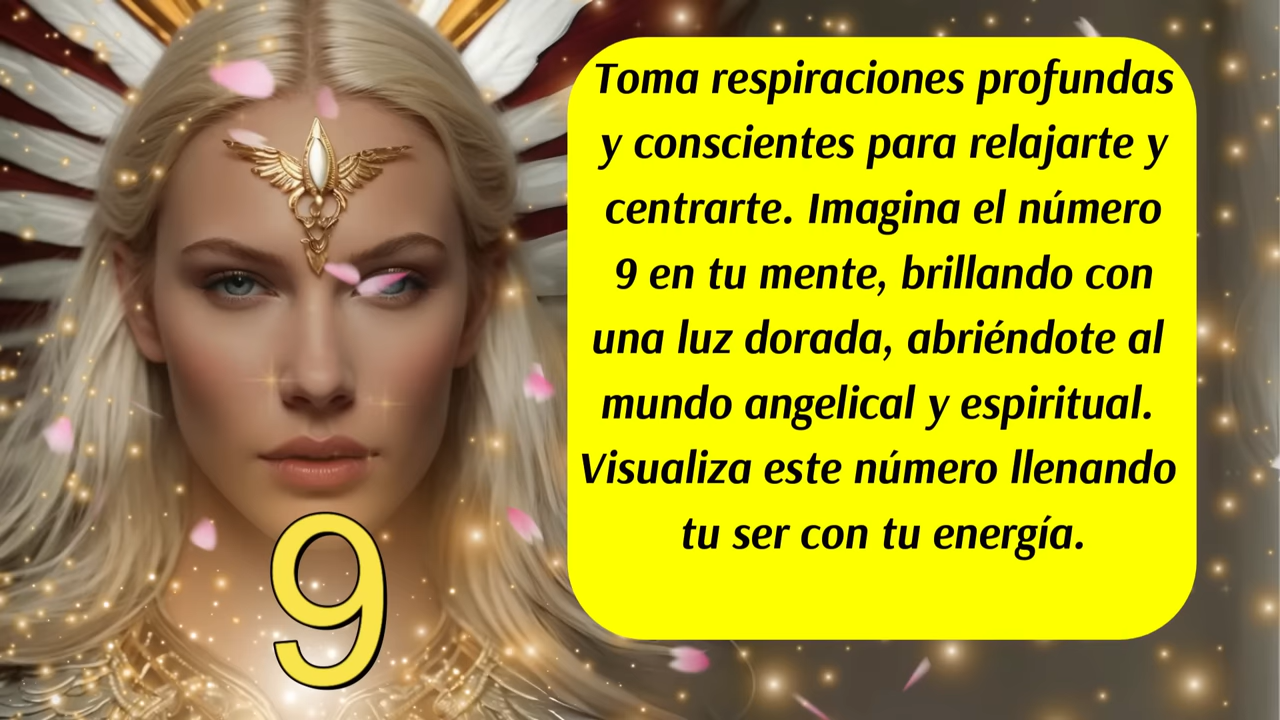 Toma respiraciones profundas
y conscientes para relajarte y
centrarte. Imagina el número
9 en tu mente, brillando con
una luz dorada, abriéndote al
mundo angelical y espiritual.
Visualiza este número llenando
tu ser con tu energía.
9